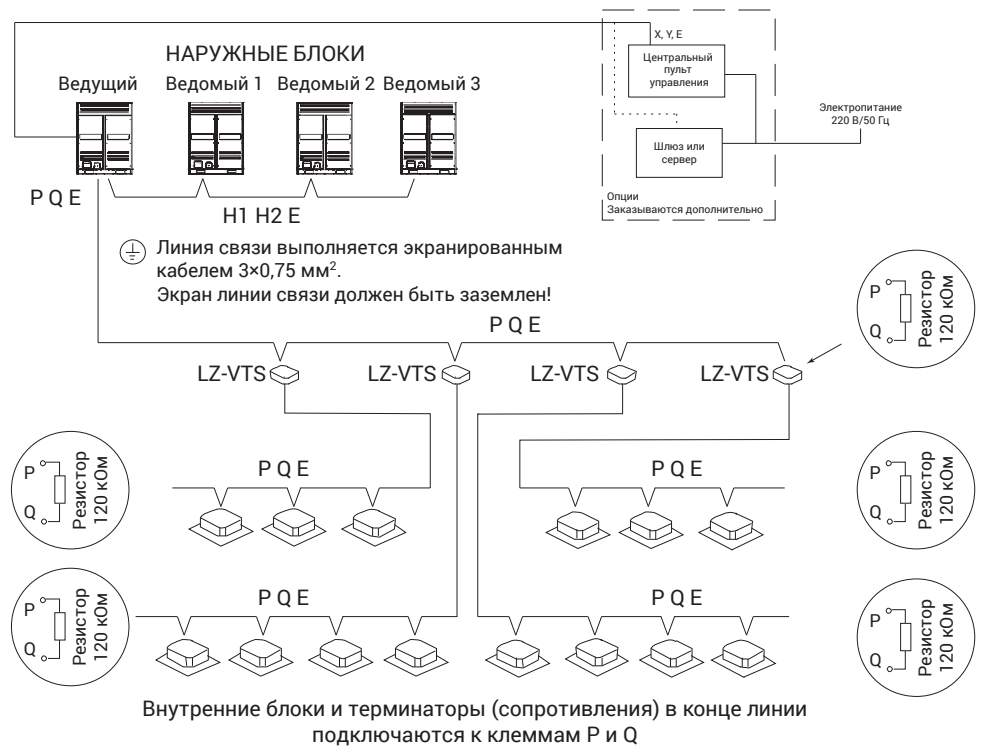 X, Y, E
Центральный
пульт
управления
Электропитание
220 В/50 Гц
Шлюз или
сервер
Опции
Заказываются дополнительно
НАРУЖНЫЕ БЛОКИ
Ведущий Ведомый 1 Ведомый 2 Ведомый 3
P Q E
H1 H2 E
Линия связи выполняется экранированным
кабелем 3×0,75 мм².
Экран линии связи должен быть заземлен!
P Q E
P
Q
Резистор
120 кОм
LZ-VTS LZ-VTS LZ-VTS LZ-VTS
P
Q
Резистор
120 кОм
P Q E
P Q E
P
Q
Резистор
120 кОм
P
Q
Резистор
120 кОм
P Q E
P Q E
P
Q
Резистор
120 кОм
Внутренние блоки и терминаторы (сопротивления) в конце линии
подключаются к клеммам P и Q